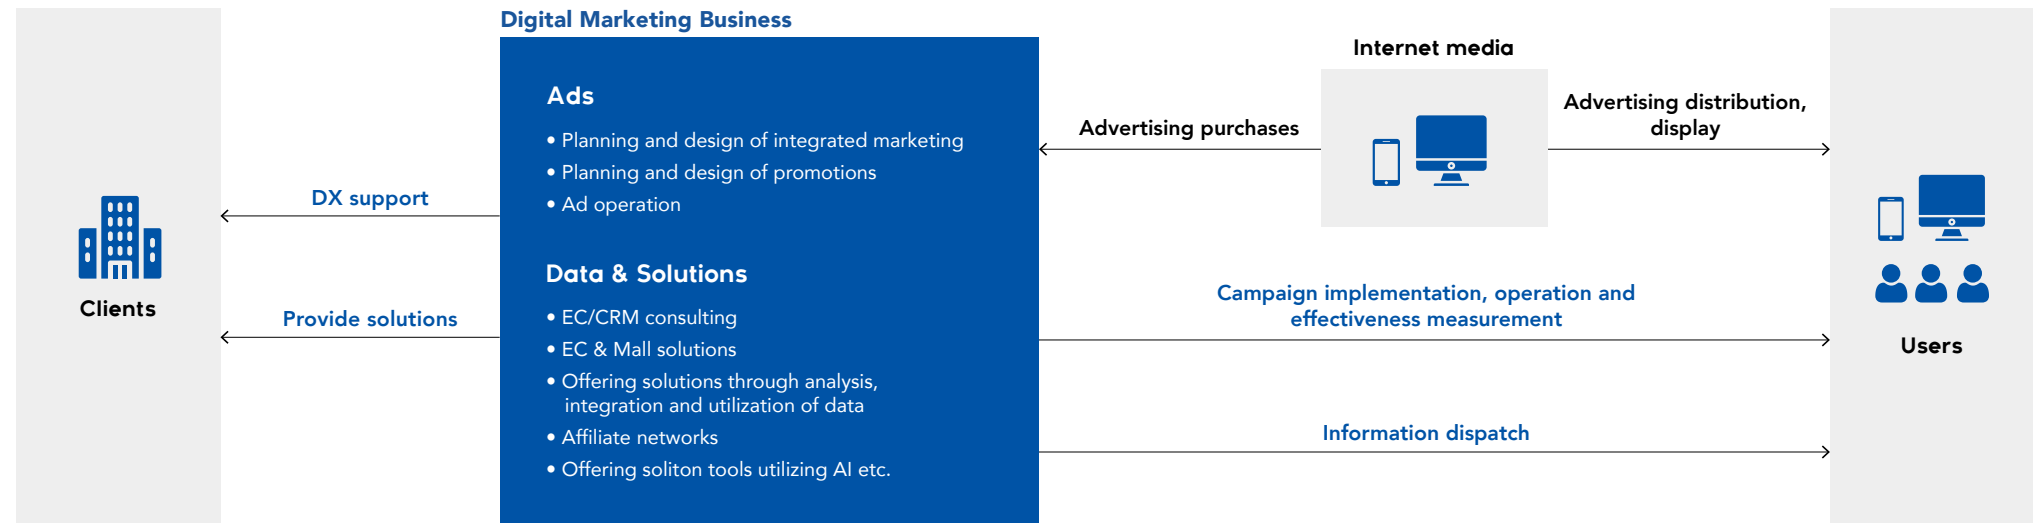 Digital Marketing Business
Clients
DX support
Provide solutions
Ads
• Planning and design of integrated marketing
• Planning and design of promotions
• Ad operation
Data & Solutions
• EC/CRM consulting
• EC & Mall solutions
• Offering solutions through analysis,
integration and utilization of data
• Affiliate networks
• Offering soliton tools utilizing AI etc.
Advertising purchases
Internet media
Advertising distribution,
display
Campaign implementation, operation and
effectiveness measurement
Information dispatch
Users